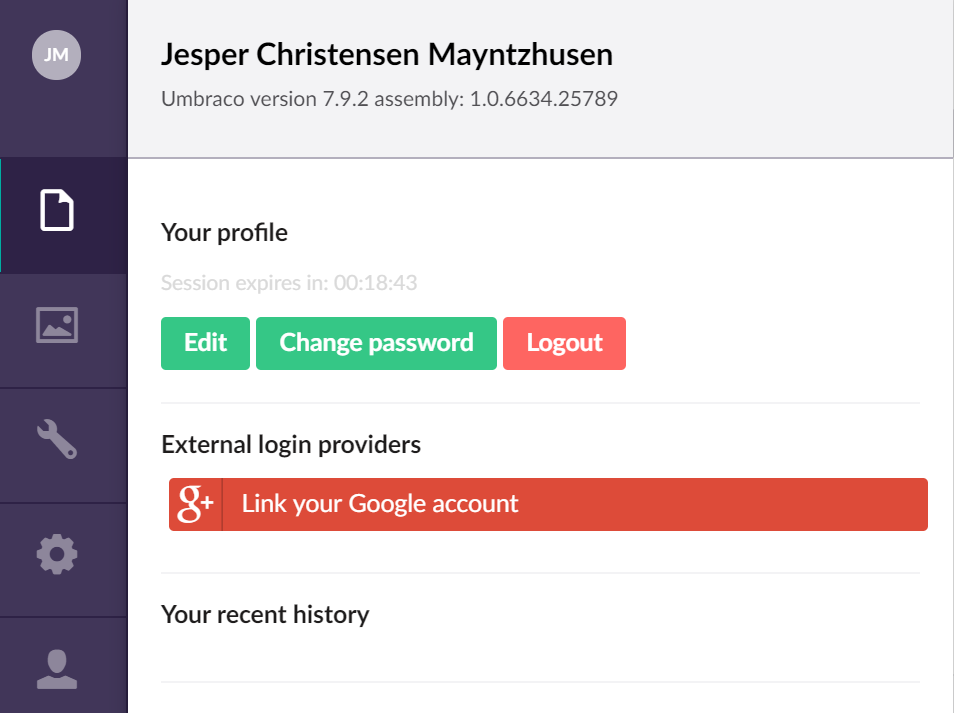 JM
Jesper Christensen Mayntzhusen
Umbraco version 7.9.2 assembly: 1.0.6634.25789
Your profile
Session expires in: 00:18:43
Edit Change password Logout
External login providers
g+ Link your Google account
Your recent history